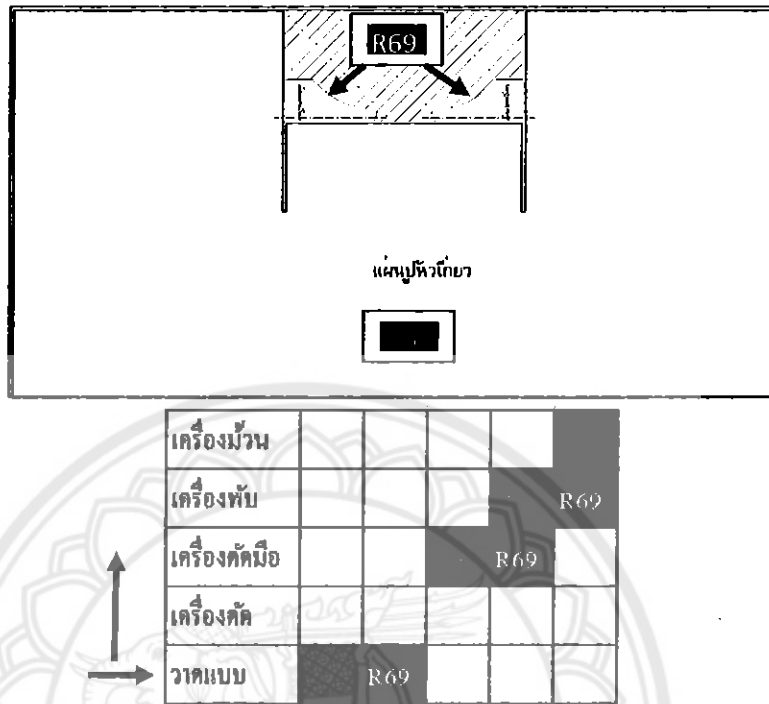 R69
แผ่นปูหัวเกี่ยว
เครื่องม้วน
เครื่องพับ R69
เครื่องตัดมือ R69
เครื่องตัด
วาดแบบ R69